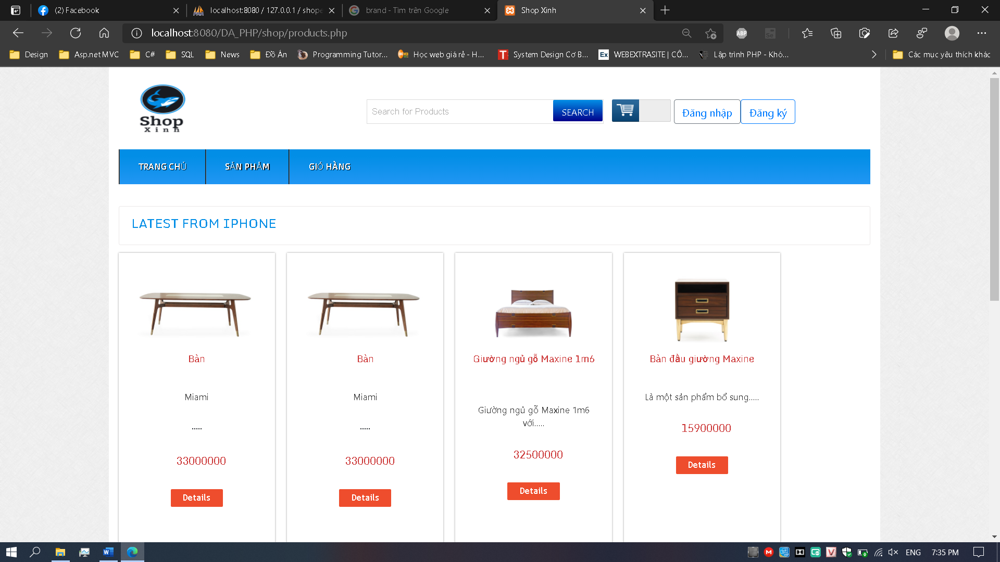 (2) Facebook
localhost:8080 / 127.0.0.1 / shope
brand - Tìm trên Google
Shop Xinh
localhost:8080/DA_PHP/shop/products.php
ABP
Se
Design
Asp.net MVC
C#
SQL
News
Đồ Án
Programming Tutor...
Học web giá rẻ - H...
System Design Cơ B...
WEBEXTRASITE | CÔ...
Lập trình PHP - Khó...
Các mục yêu thích khác
Shop
Xinh
Search for Products
SEARCH
Đăng nhập
Đăng ký
TRANG CHỦ
SẢN PHẨM
GIỎ HÀNG
LATEST FROM IPHONE
Bàn
Bàn
Giường ngủ gỗ Maxine 1m6
Bàn đầu giường Maxine
Miami
Miami
Giường ngủ gỗ Maxine 1m6
với.....
Là một sản phẩm bổ sung.....
.....
.....
33000000
33000000
32500000
15900000
Details
Details
Details
Details
ENG
7:35 PM